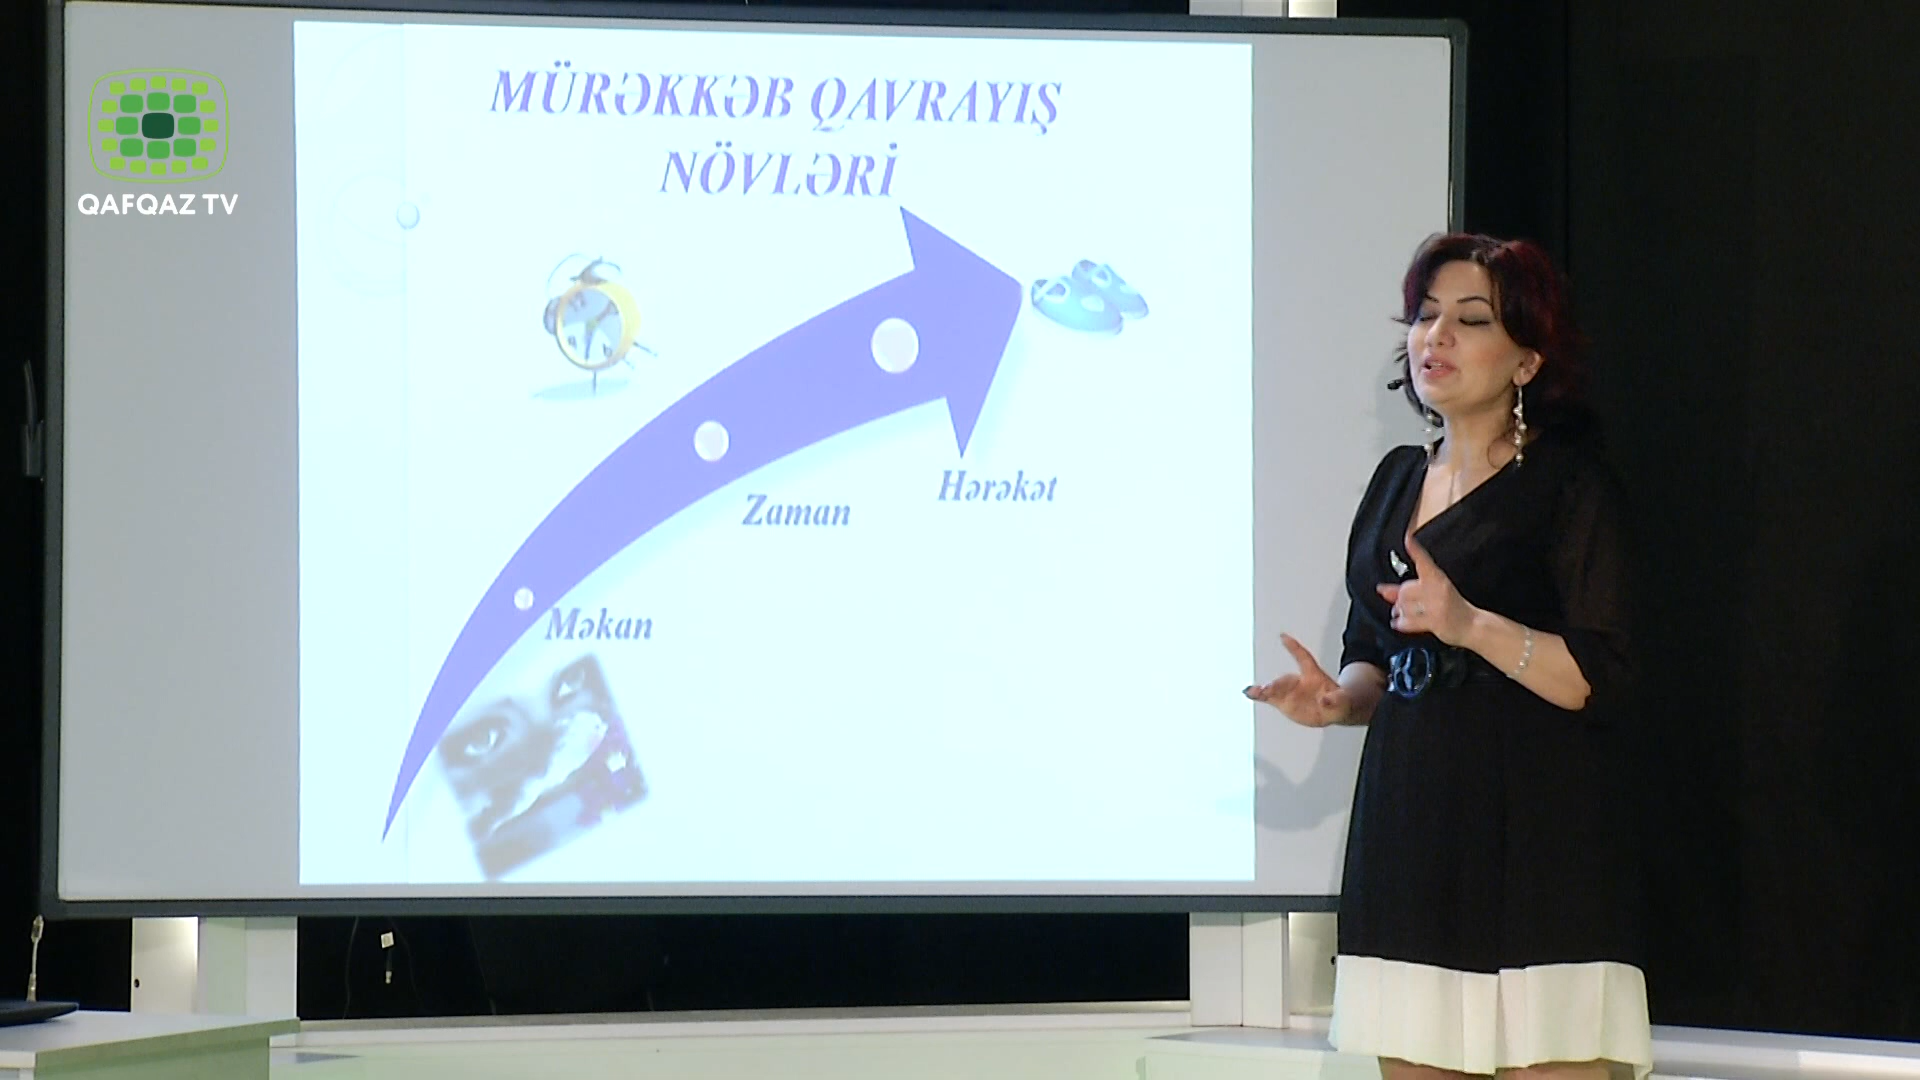 QAFQAZ TV
MÜRƏKKƏB QAVRAYIŞ
NÖVLƏRİ
Hərəkət
Zaman
Məkan